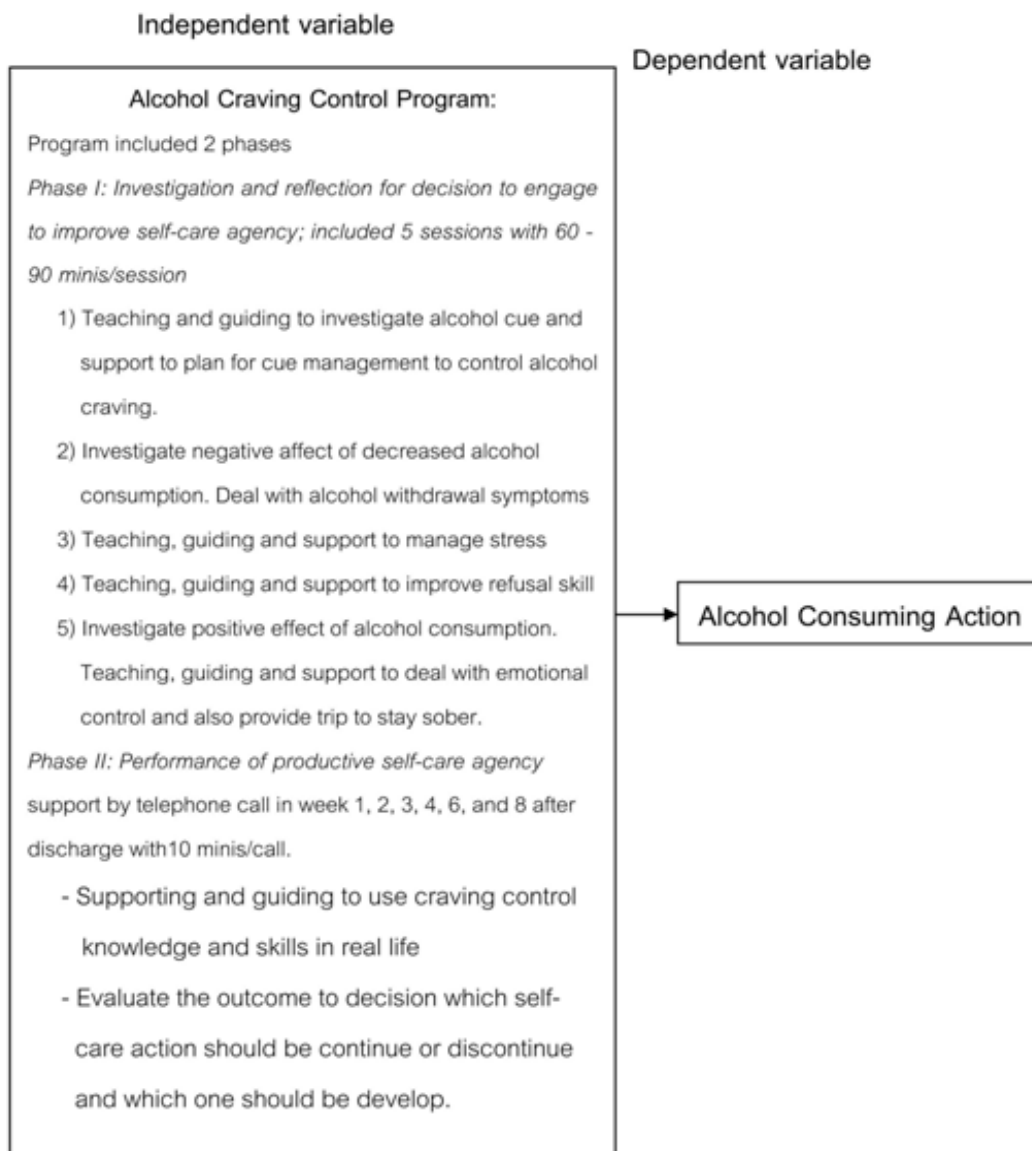 Independent variable
Dependent variable
Alcohol Craving Control Program:
Program included 2 phases
Phase I: Investigation and reflection for decision to engage
to improve self-care agency; included 5 sessions with 60 -
90 minis/session
1) Teaching and guiding to investigate alcohol cue and
support to plan for cue management to control alcohol
craving.
2) Investigate negative affect of decreased alcohol
consumption. Deal with alcohol withdrawal symptoms
3) Teaching, guiding and support to manage stress
4) Teaching, guiding and support to improve refusal skill
5) Investigate positive effect of alcohol consumption.
Teaching, guiding and support to deal with emotional
control and also provide trip to stay sober.
Phase II: Performance of productive self-care agency
support by telephone call in week 1, 2, 3, 4, 6, and 8 after
discharge with10 minis/call.
- Supporting and guiding to use craving control
knowledge and skills in real life
- Evaluate the outcome to decision which self-
care action should be continue or discontinue
and which one should be develop.
Alcohol Consuming Action